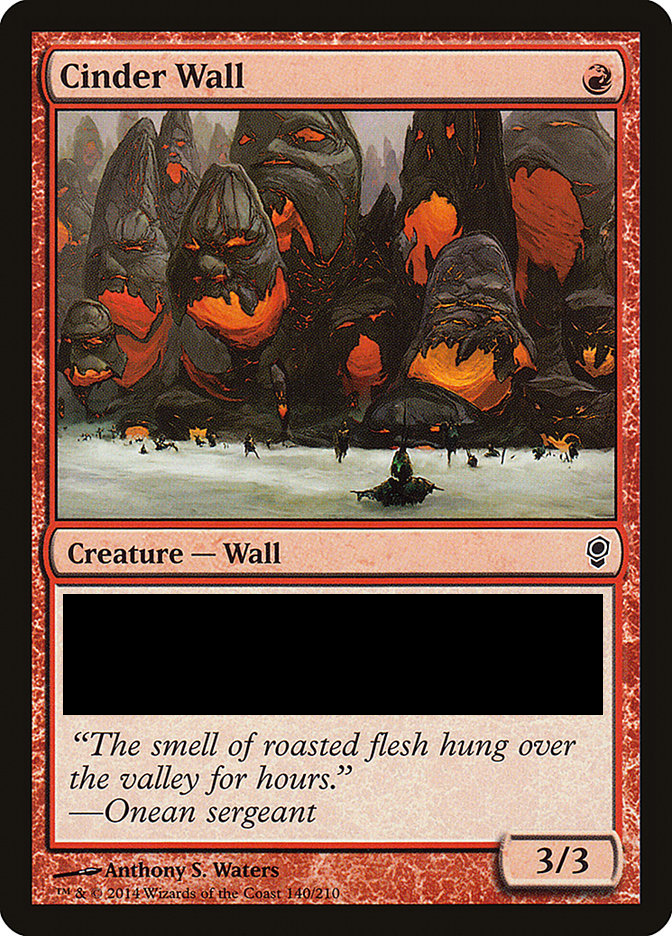 Cinder Wall
Creature — Wall
“The smell of roasted flesh hung over
the valley for hours.”
—Onean sergeant
3/3
Anthony S. Waters
™ & © 2014 Wizards of the Coast 140/210